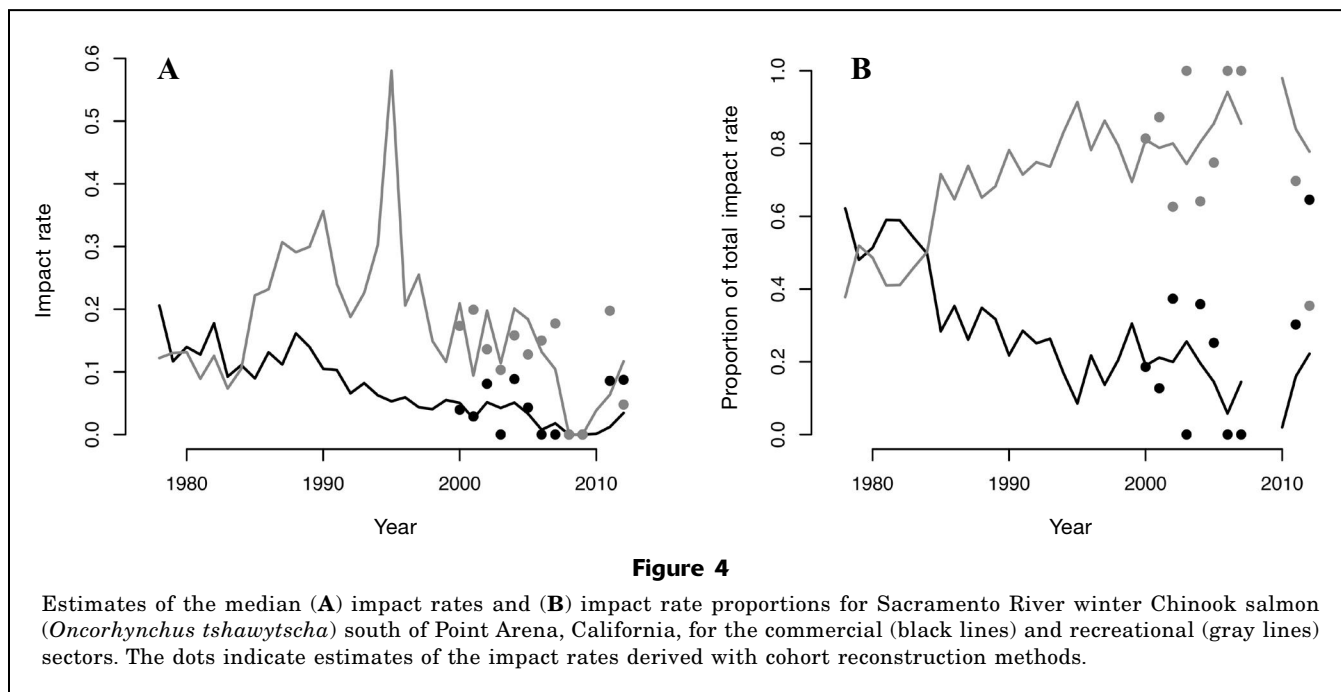 A
B
Impact rate
0.0 0.1 0.2 0.3 0.4 0.5 0.6
1980 1990 2000 2010
Year
Proportion of total impact rate
0.0 0.2 0.4 0.6 0.8 1.0
1980 1990 2000 2010
Year
Figure 4
Estimates of the median (A) impact rates and (B) impact rate proportions for Sacramento River winter Chinook salmon
(Oncorhynchus tshawytscha) south of Point Arena, California, for the commercial (black lines) and recreational (gray lines)
sectors. The dots indicate estimates of the impact rates derived with cohort reconstruction methods.